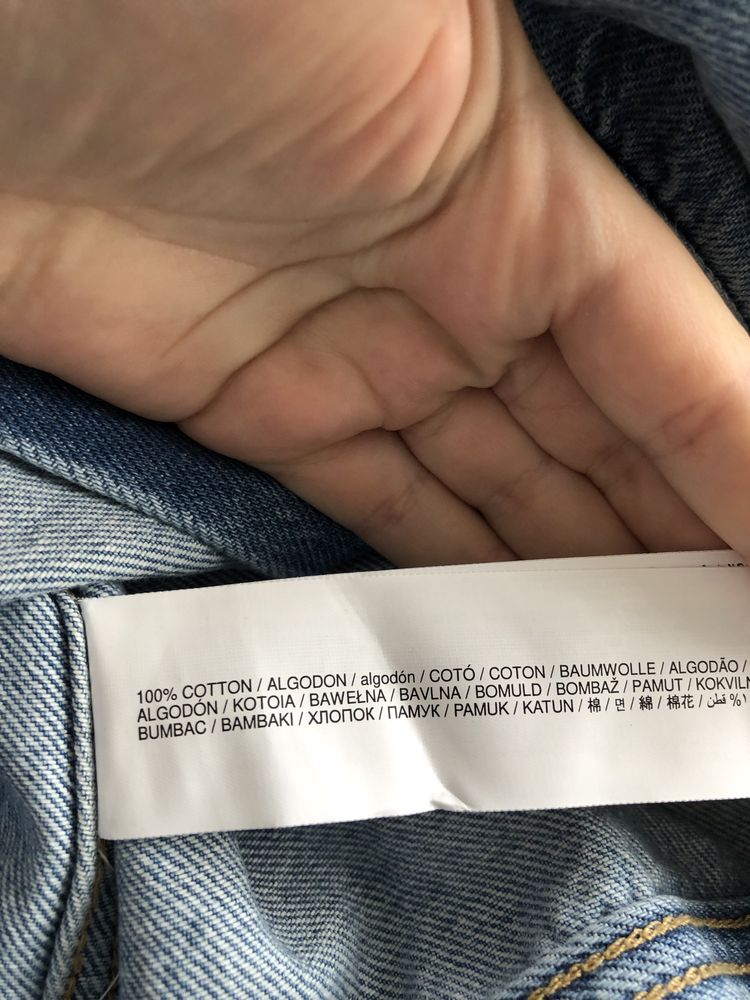 100% COTTON / ALGODON / algodón / COTÓ / COTON / BAUMWOLLE / ALGODÃO /
ALGODÓN / KOTOIA / BAWEŁNA / BAVLNA / BOMULD / BOMBAŽ / PAMUT /
BUMBAC / BAMBAKI / ХЛОПОК / ПАМУК / PAMUK / KATUN / 棉 / 면 / 綿 / 棉花 / قطن %